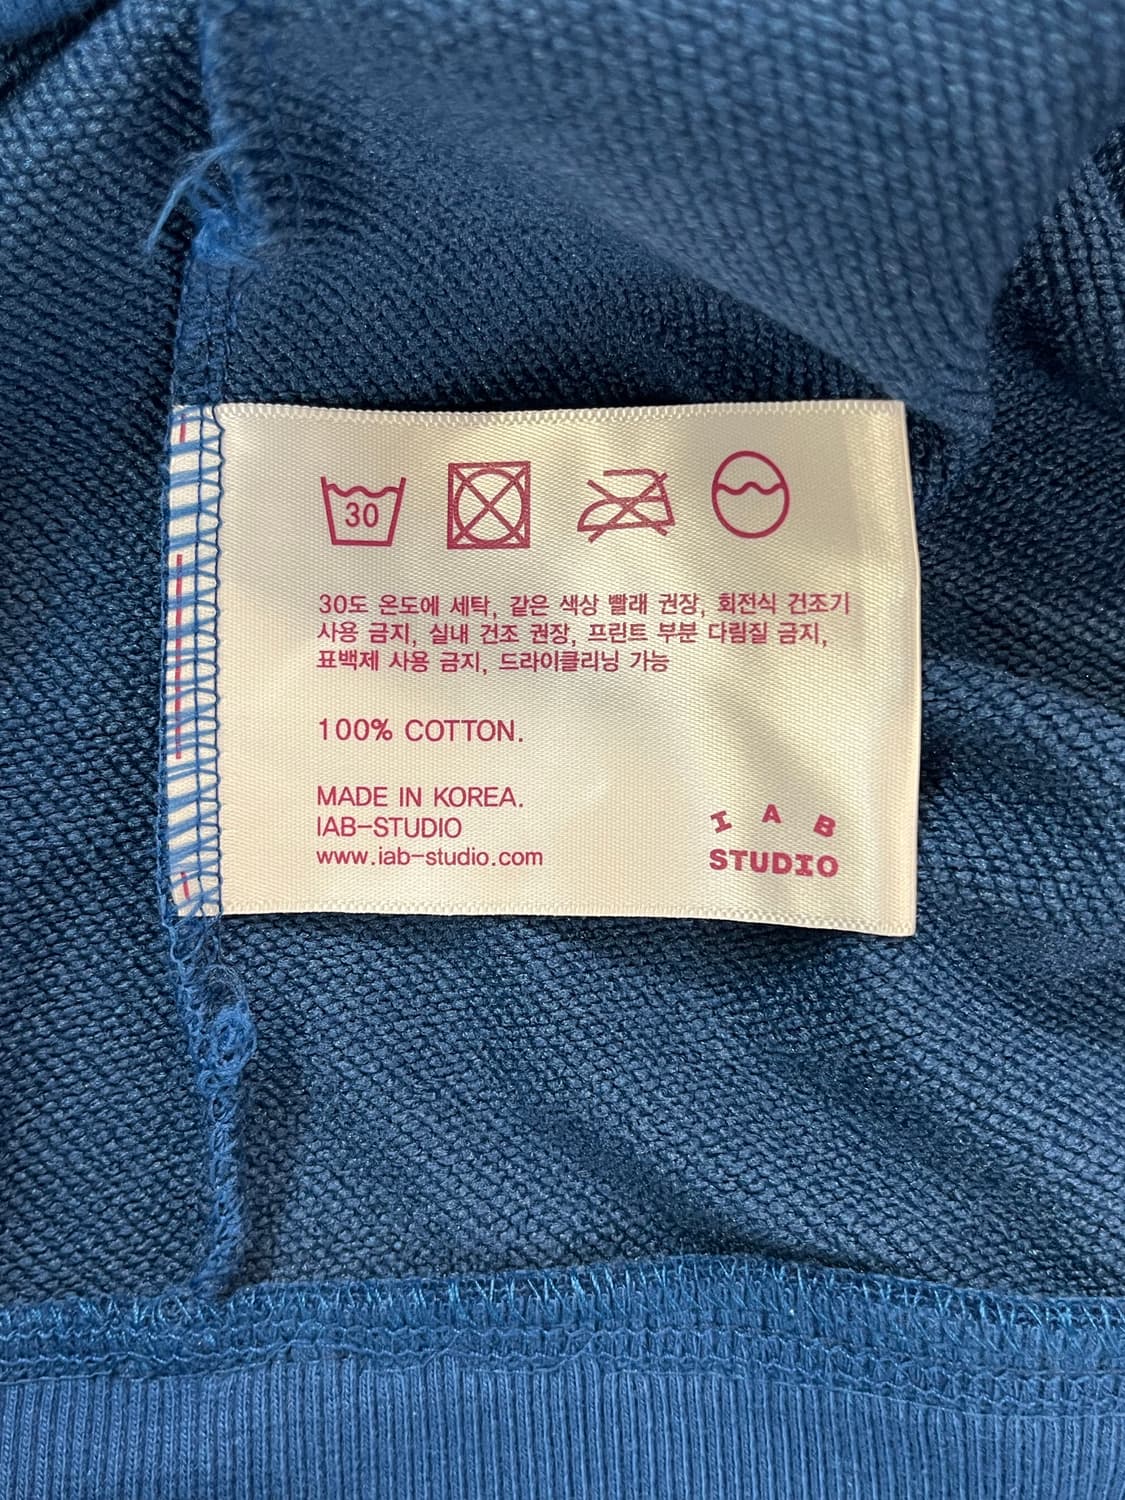 30
30도 온도에 세탁, 같은 색상 빨래 권장, 회전식 건조기
사용 금지, 실내 건조 권장, 프린트 부분 다림질 금지,
표백제 사용 금지, 드라이클리닝 가능
100% COTTON.
MADE IN KOREA.
IAB-STUDIO
www.iab-studio.com
I A B
STUDIO